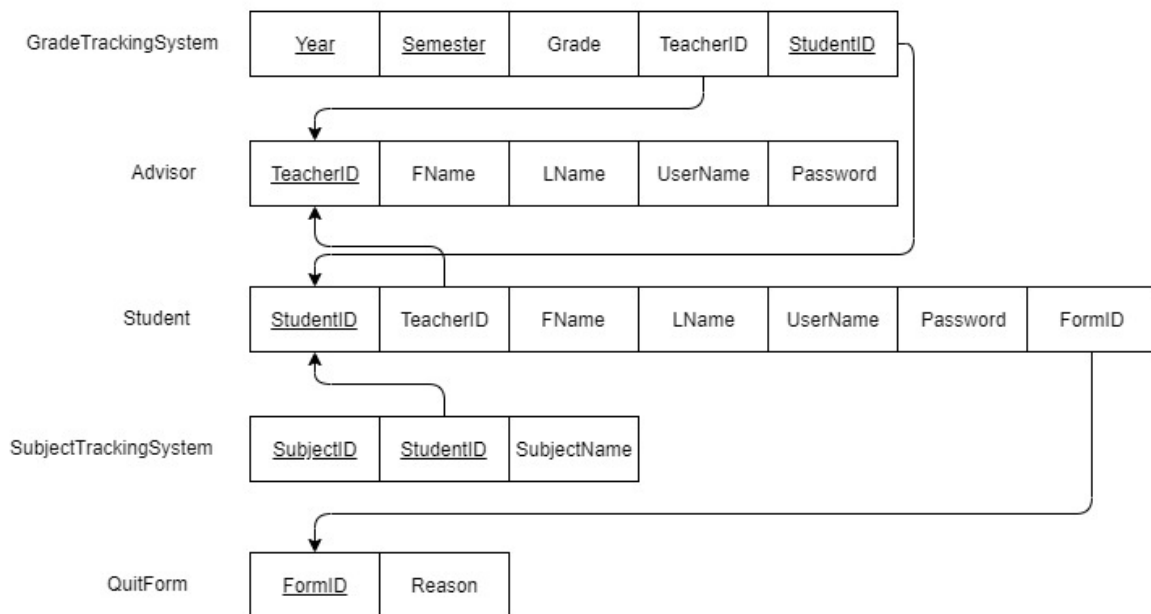 GradeTrackingSystem Year Semester Grade TeacherID StudentID
Advisor TeacherID FName LName UserName Password
Student StudentID TeacherID FName LName UserName Password FormID
SubjectTrackingSystem SubjectID StudentID SubjectName
QuitForm FormID Reason